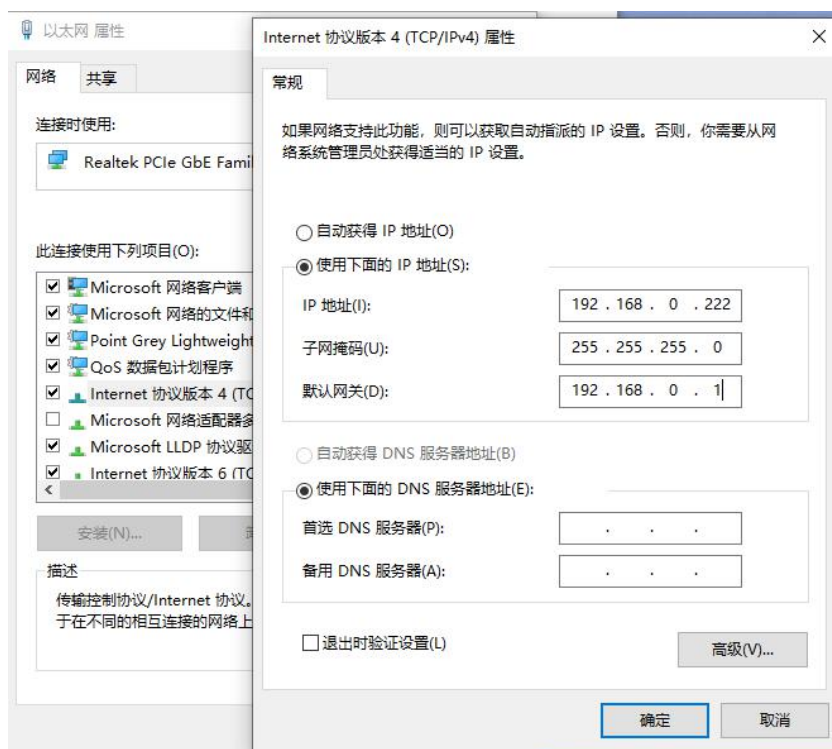 以太网 属性
网络
共享
连接时使用:
Realtek PCIe GbE Fami
此连接使用下列项目(O):
Microsoft 网络客户端
Microsoft 网络的文件和
Point Grey Lightweight
QoS 数据包计划程序
Internet 协议版本 4 (TC
Microsoft 网络适配器多
Microsoft LLDP 协议驱
Internet 协议版本 6 (TC
安装(N)...
描述
传输控制协议/Internet 协议。
于在不同的相互连接的网络上
Internet 协议版本 4 (TCP/IPv4) 属性
常规
如果网络支持此功能，则可以获取自动指派的 IP 设置。否则，你需要从网
络系统管理员处获得适当的 IP 设置。
自动获得 IP 地址(O)
使用下面的 IP 地址(S):
IP 地址(I):
192 . 168 . 0 . 222
子网掩码(U):
255 . 255 . 255 . 0
默认网关(D):
192 . 168 . 0 . 1
自动获得 DNS 服务器地址(B)
使用下面的 DNS 服务器地址(E):
首选 DNS 服务器(P):
. . .
备用 DNS 服务器(A):
. . .
退出时验证设置(L)
高级(V)...
确定
取消